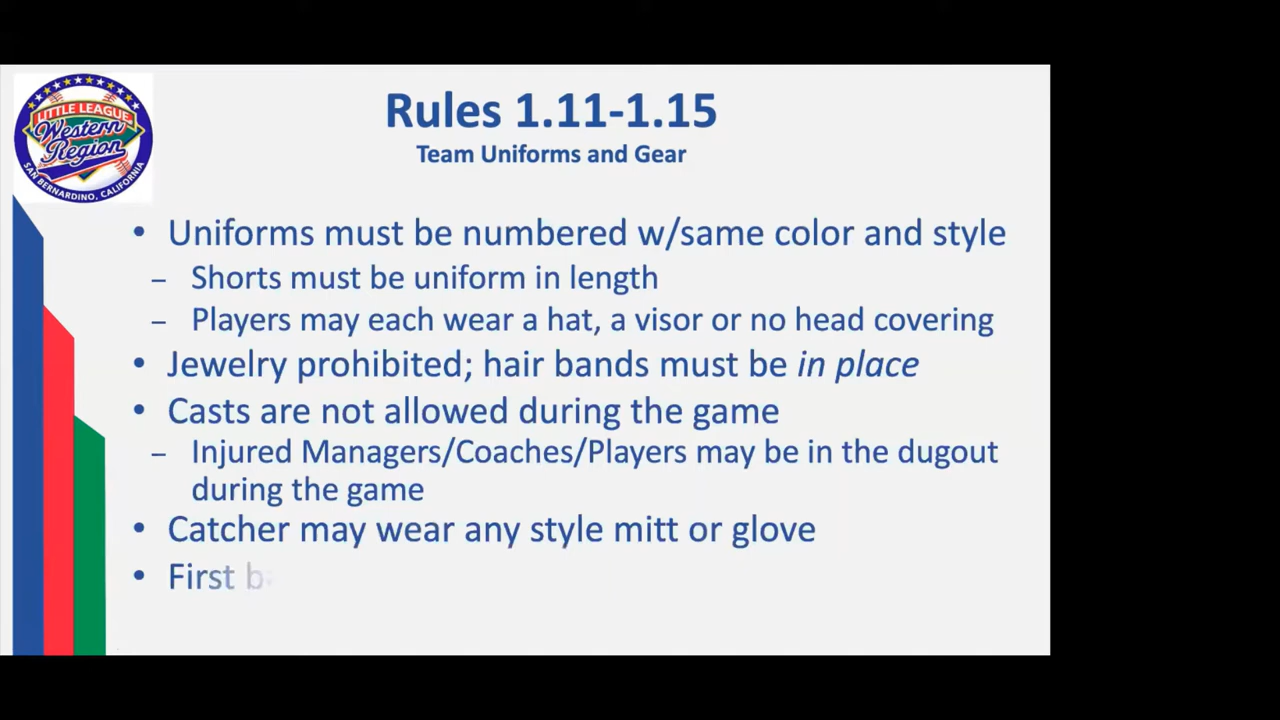 LITTLE LEAGUE
Western
Region
SAN BERNARDINO, CALIFORNIA
Rules 1.11-1.15
Team Uniforms and Gear
• Uniforms must be numbered w/same color and style
– Shorts must be uniform in length
– Players may each wear a hat, a visor or no head covering
• Jewelry prohibited; hair bands must be in place
• Casts are not allowed during the game
– Injured Managers/Coaches/Players may be in the dugout
during the game
• Catcher may wear any style mitt or glove
• First